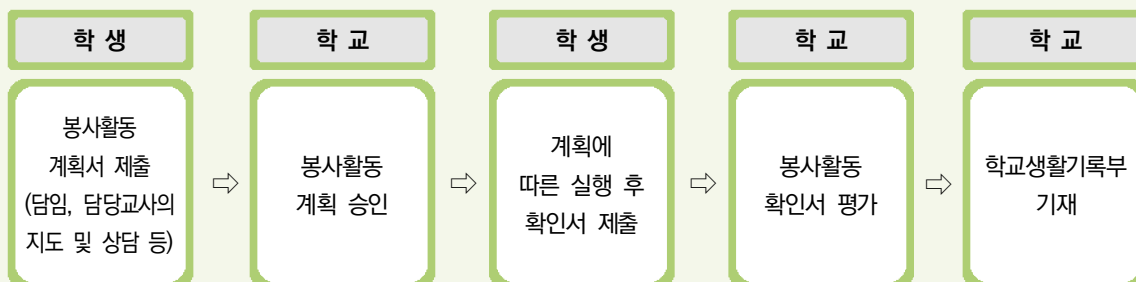 학 생
봉사활동
계획서 제출
(담임, 담당교사의
지도 및 상담 등)
⇨
학 교
봉사활동
계획 승인
⇨
학 생
계획에
따른 실행 후
확인서 제출
⇨
학 교
봉사활동
확인서 평가
⇨
학 교
학교생활기록부
기재